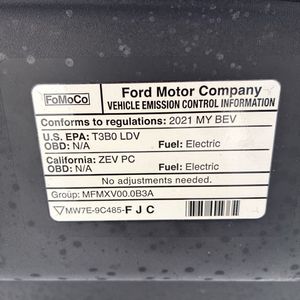 FoMoCo
Ford Motor Company
VEHICLE EMISSION CONTROL INFORMATION
Conforms to regulations: 2021 MY BEV
U.S. EPA: T3B0 LDV
OBD: N/A Fuel: Electric
California: ZEV PC
OBD: N/A Fuel: Electric
No adjustments needed.
Group: MFMXV00.0B3A
MW7E-9C485-FJC